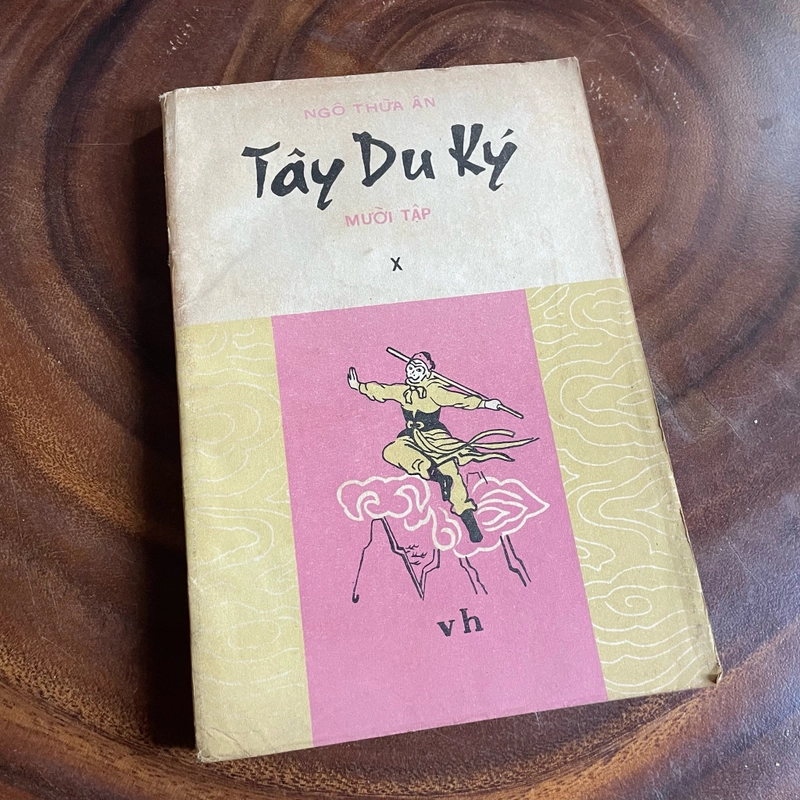 NGÔ THỪA ÂN
Tây Du Ký
MƯỜI TẬP
X
vh